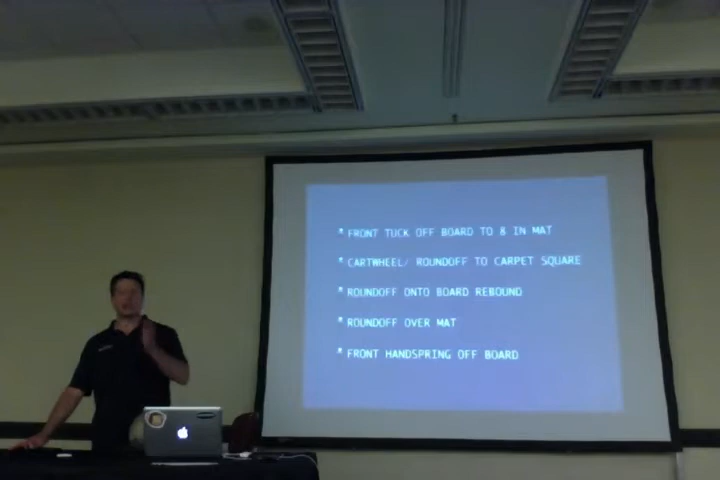 * FRONT TUCK OFF BOARD TO 8 IN MAT
* CARTWHEEL/ ROUNDOFF TO CARPET SQUARE
* ROUNDOFF ONTO BOARD REBOUND
* ROUNDOFF OVER MAT
* FRONT HANDSPRING OFF BOARD